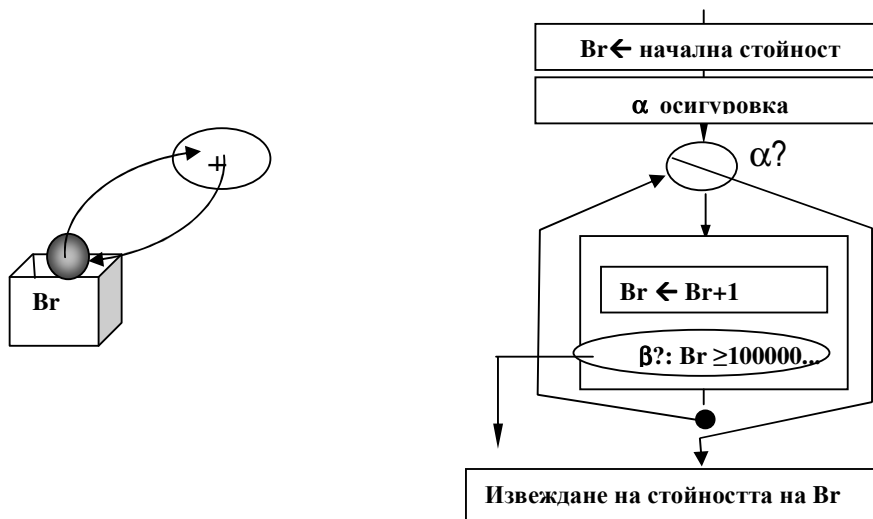 Br
+
Br← начална стойност
α осигуровка
α?
Br ← Br+1
β?: Br ≥100000...
Извеждане на стойността на Br